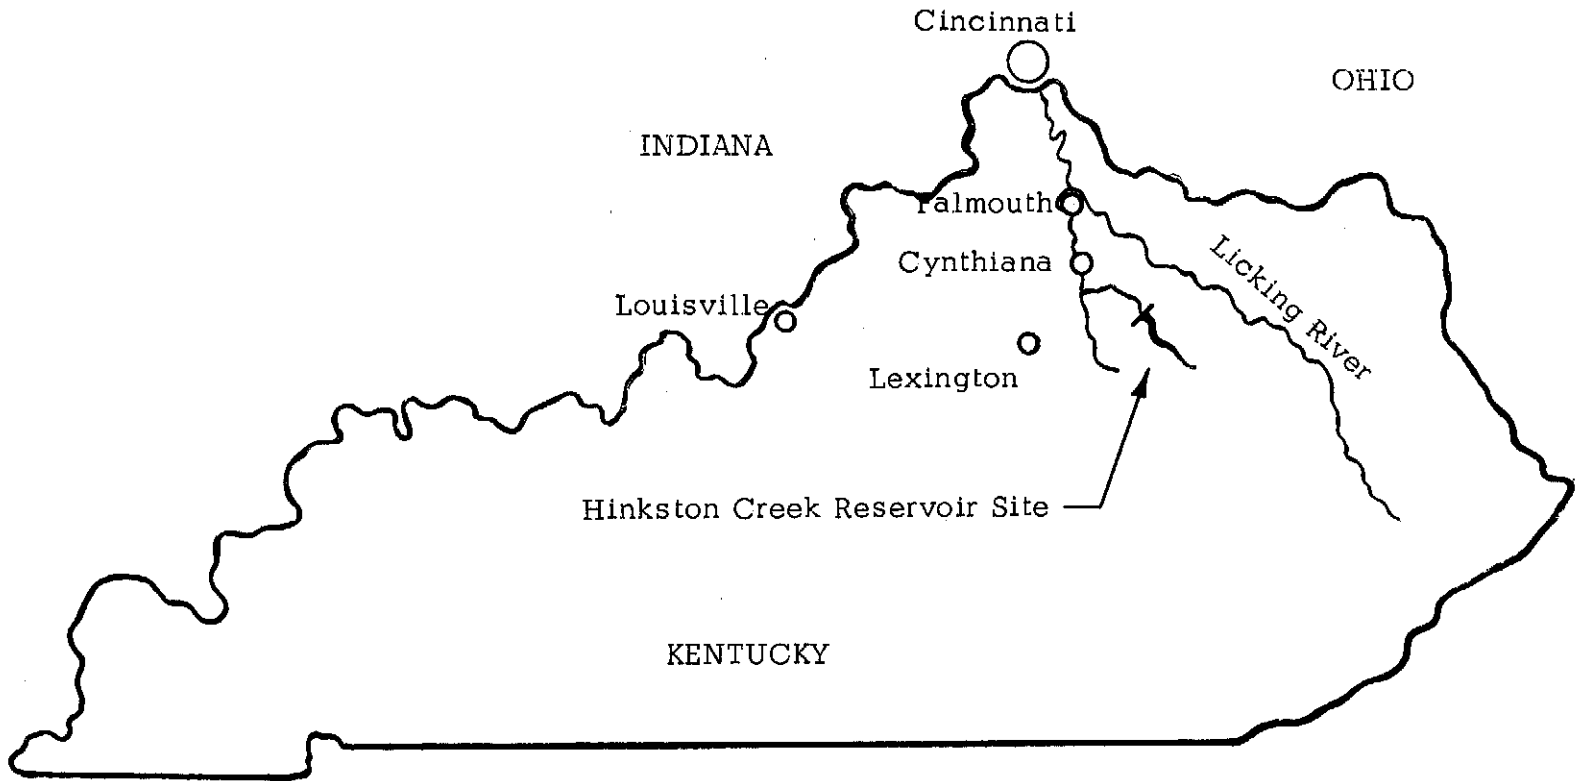 Cincinnati
OHIO
INDIANA
Falmouth
Cynthiana
Licking River
Louisville
Lexington
Hinkston Creek Reservoir Site
KENTUCKY